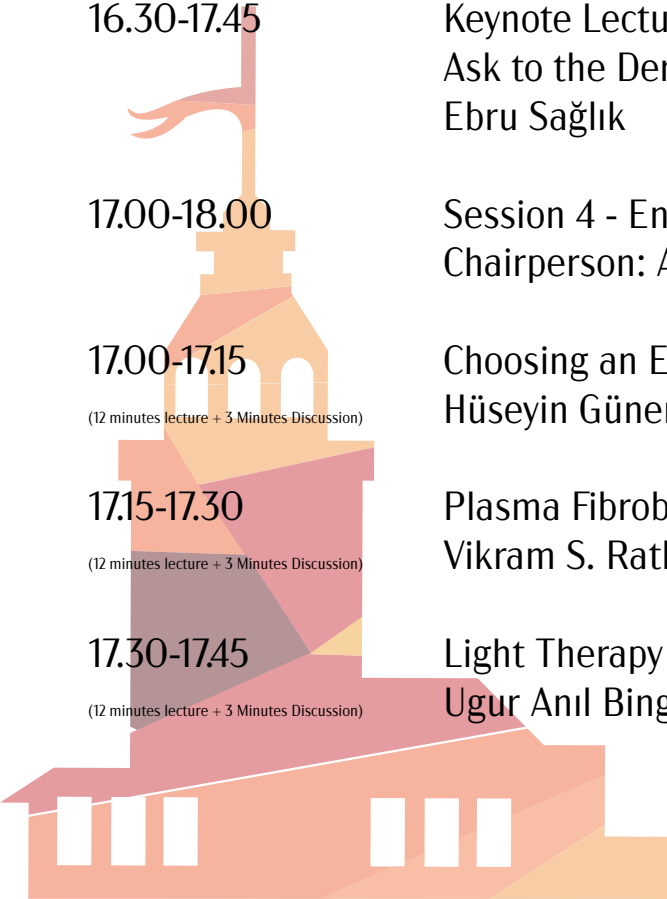 16.30-17.45 Keynote Lectu
Ask to the Der
Ebru Sağlık
17.00-18.00 Session 4 - En
Chairperson: A
17.00-17.15 Choosing an E
(12 minutes lecture + 3 Minutes Discussion) Hüseyin Güner
17.15-17.30 Plasma Fibrob
(12 minutes lecture + 3 Minutes Discussion) Vikram S. Rath
17.30-17.45 Light Therapy
(12 minutes lecture + 3 Minutes Discussion) Ugur Anıl Bing